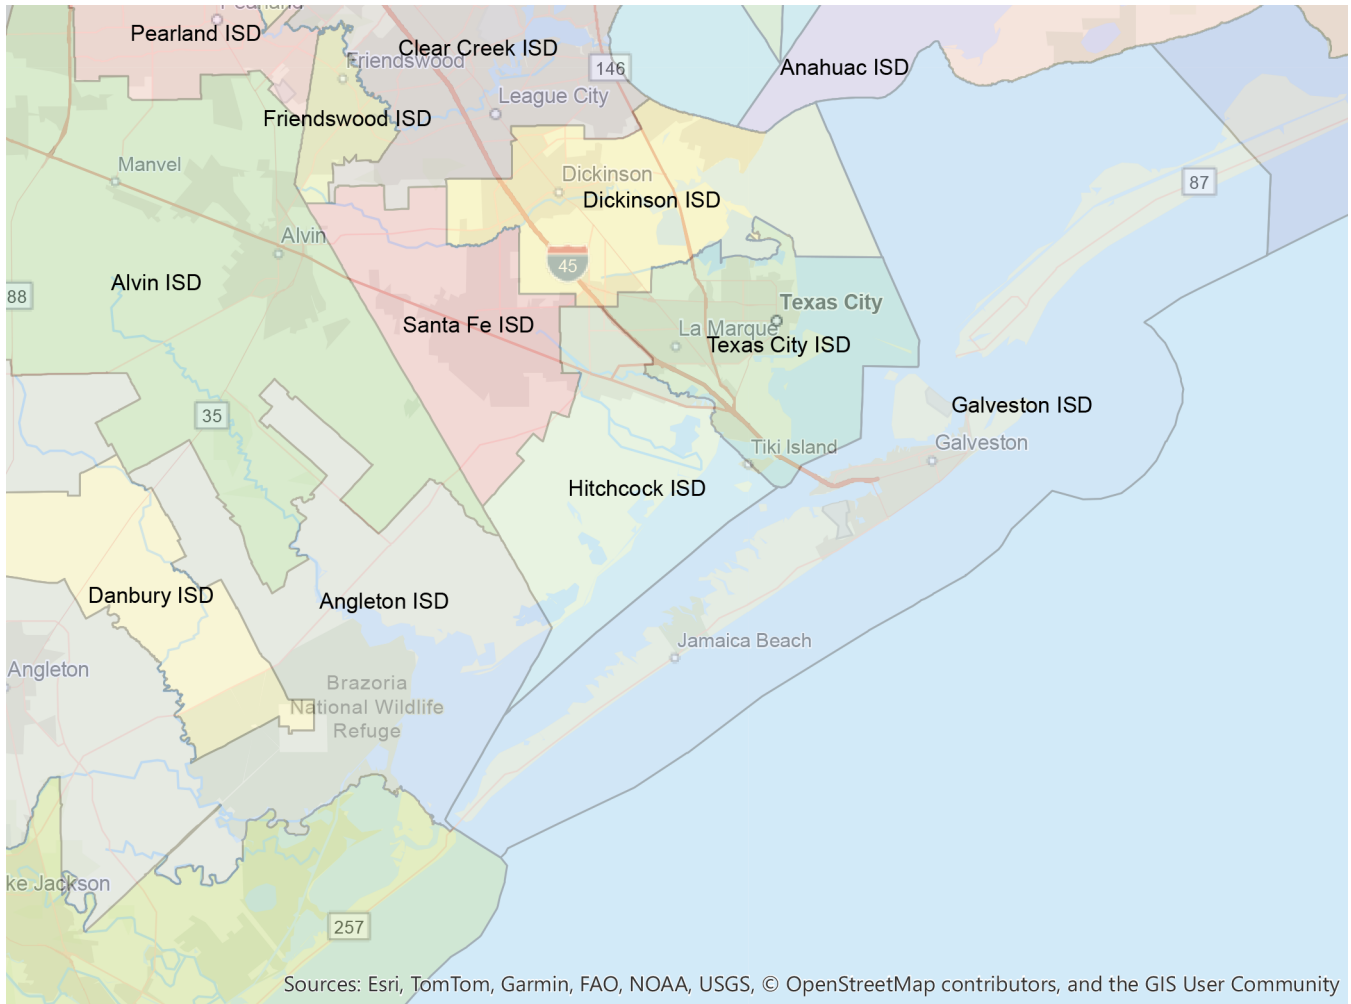 Pearland
Pearland ISD
Clear Creek ISD
Friendswood
146
Anahuac ISD
League City
Friendswood ISD
Manvel
Dickinson
87
Dickinson ISD
Alvin
45
Alvin ISD
88
Texas City
Santa Fe ISD
La Marque
Texas City ISD
35
Galveston ISD
Galveston
Tiki Island
Hitchcock ISD
Danbury ISD
Angleton ISD
Jamaica Beach
Angleton
Brazoria
National Wildlife
Refuge
ke Jackson
257
Sources: Esri, TomTom, Garmin, FAO, NOAA, USGS, © OpenStreetMap contributors, and the GIS User Community